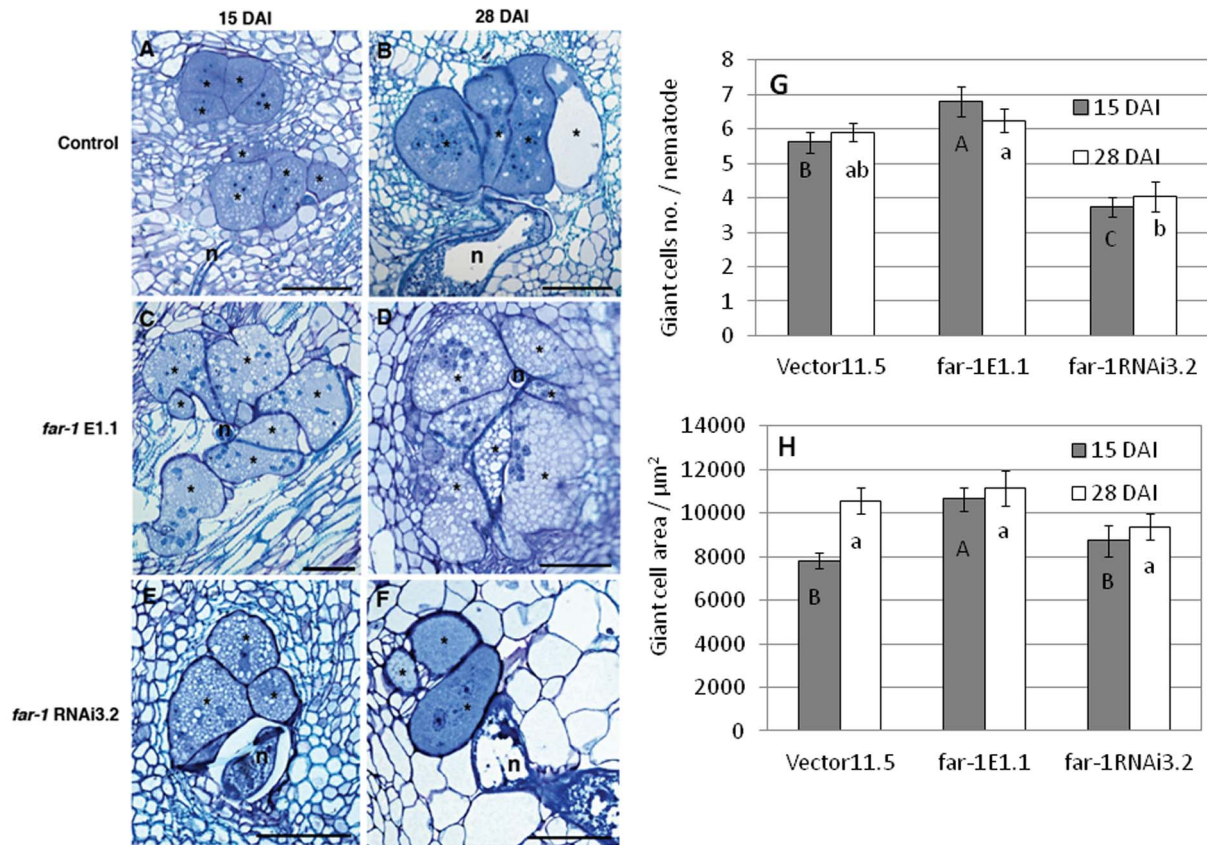 15 DAI
28 DAI
Control
far-1 E1.1
far-1 RNAi3.2
A
* * * * * * * *
n
B
* * * *
n
C
* * * * * * *
n
D
* * * * *
n
E
* * *
n
F
* * *
n
G
Giant cells no. / nematode
8
7
6
5
4
3
2
1
0
15 DAI
28 DAI
B
ab
A
a
C
b
Vector11.5
far-1E1.1
far-1RNAi3.2
H
Giant cell area / µm²
14000
12000
10000
8000
6000
4000
2000
0
15 DAI
28 DAI
B
a
A
a
B
a
Vector11.5
far-1E1.1
far-1RNAi3.2